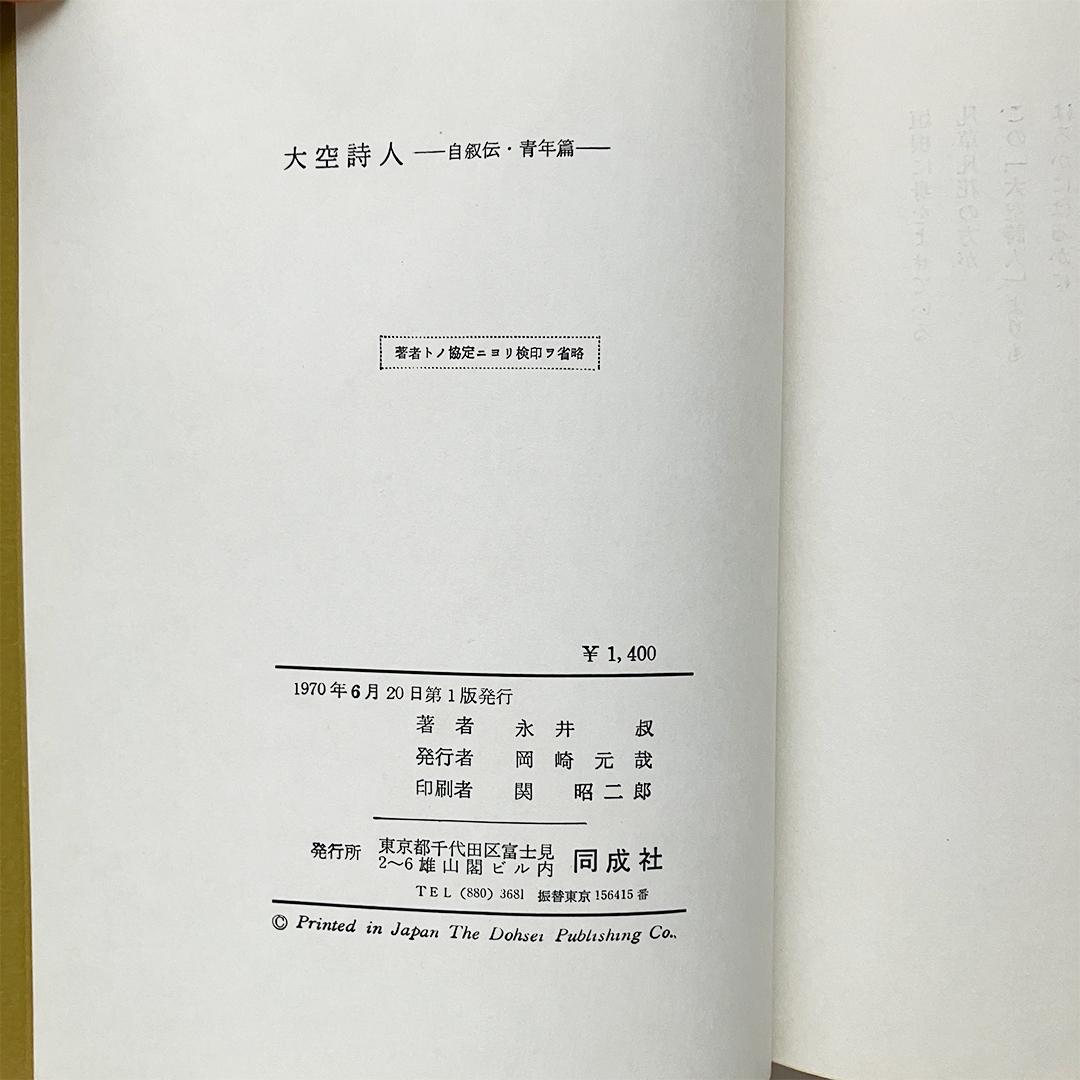 大空詩人 ――自叙伝・青年篇――
著者トノ協定ニヨリ検印ヲ省略
¥ 1,400
1970年6月20日第1版発行
著者 永井 叔
発行者 岡崎元哉
印刷者 関 昭二郎
発行所 東京都千代田区富士見
2〜6雄山閣ビル内 同成社
TEL (880) 3681 振替東京 156415 番
© Printed in Japan The Dohsei Publishing Co.,